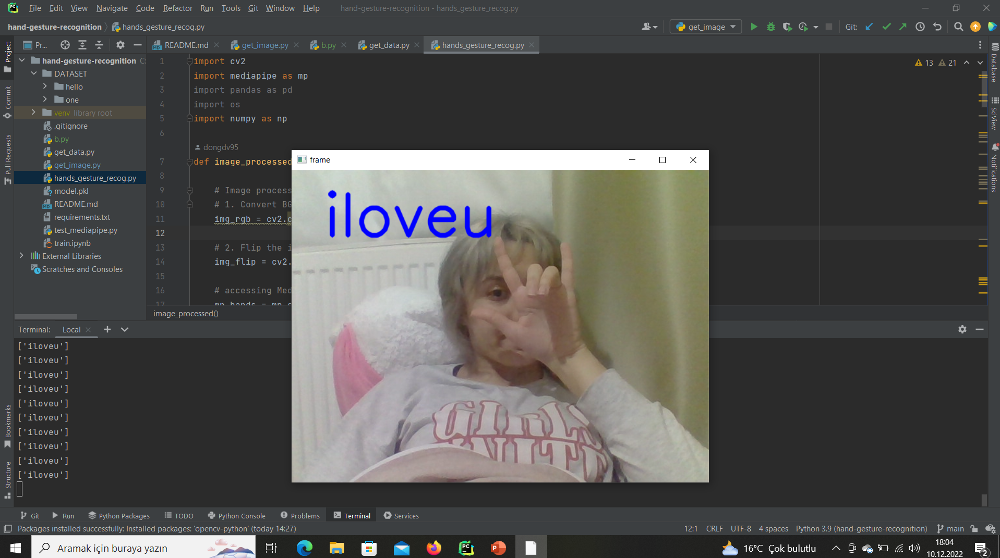 File Edit View Navigate Code Refactor Run Tools Git Window Help hand-gesture-recognition - hands_gesture_recog.py
hand-gesture-recognition hands_gesture_recog.py get_image Git:
Project
Commit
Pull Requests
Bookmarks
Structure
Pr...
hand-gesture-recognition C:
DATASET
hello
one
venv library root
.gitignore
b.py
get_data.py
get_image.py
hands_gesture_recog.py
model.pkl
README.md
requirements.txt
test_mediapipe.py
train.ipynb
External Libraries
Scratches and Consoles
README.md get_image.py b.py get_data.py hands_gesture_recog.py
13 21
1 import cv2
2 import mediapipe as mp
3 import pandas as pd
4 import os
5 import numpy as np
6
dongdv95
7 def image_processed
8
9 # Image process
10 # 1. Convert BG
11 img_rgb = cv2.c
12
13 # 2. Flip the i
14 img_flip = cv2.
15
16 # accessing Med
17 mp_hands = mp.s
image_processed()
Database
SciView
Notifications
frame
iloveu
GIRLS
UNITE
Terminal: Local
['iloveu']
['iloveu']
['iloveu']
['iloveu']
['iloveu']
['iloveu']
['iloveu']
['iloveu']
['iloveu']
['iloveu']
Git Run Python Packages TODO Python Console Problems Terminal Services
Packages installed successfully: Installed packages: 'opencv-python' (today 14:27) 12:1 CRLF UTF-8 4 spaces Python 3.9 (hand-gesture-recognition) main
Aramak için buraya yazın 16°C Çok bulutlu 18:04
10.12.2022 2